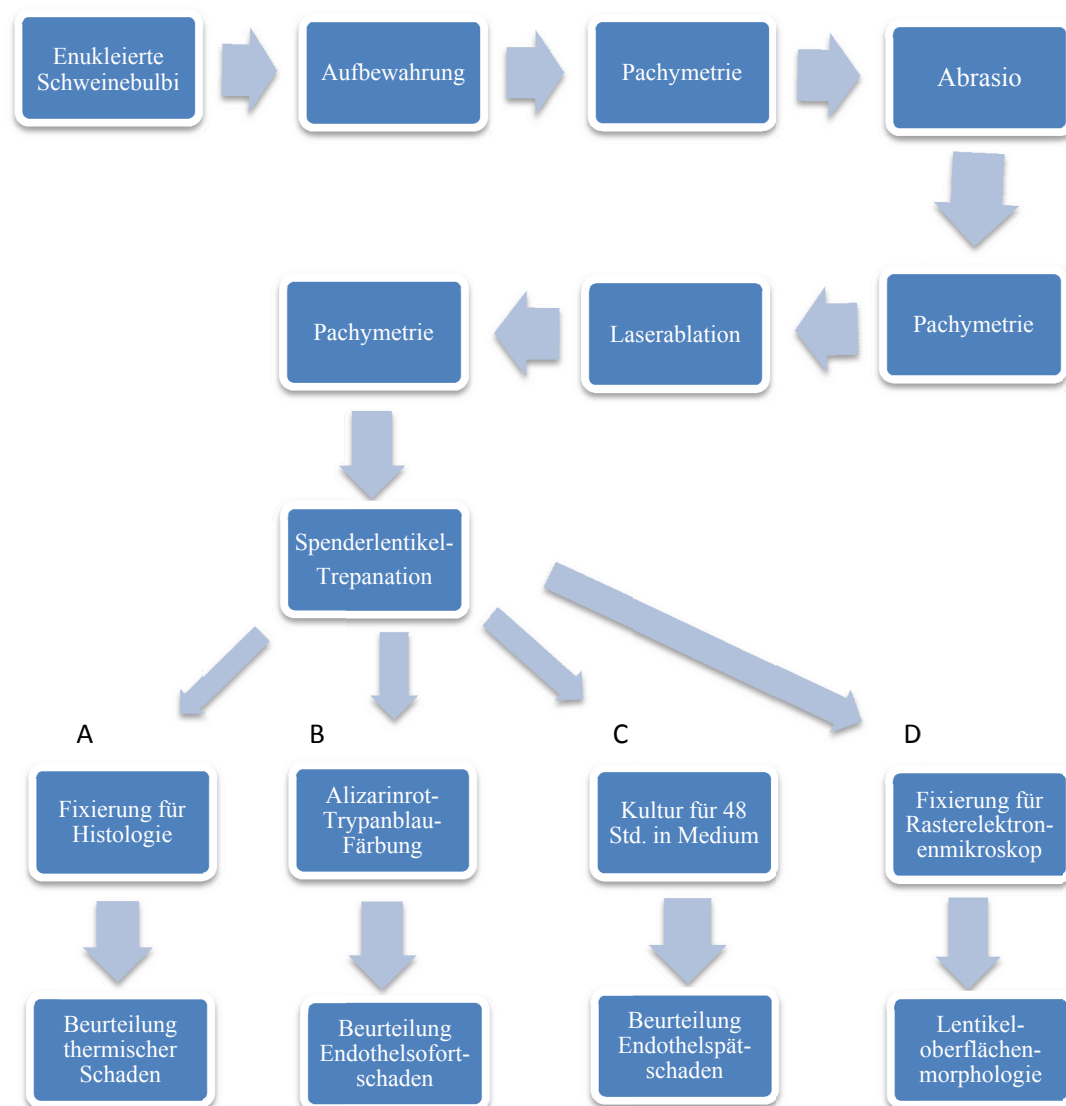 Enukleierte
Schweinebulbi
Aufbewahrung
Pachymetrie
Abrasio
Pachymetrie
Laserablation
Pachymetrie
Spenderlentikel-
Trepanation
A
B
C
D
Fixierung für
Histologie
Alizarinrot-
Trypanblau-
Färbung
Kultur für 48
Std. in Medium
Fixierung für
Rasterelektron-
enmikroskop
Beurteilung
thermischer
Schaden
Beurteilung
Endothelsofort-
schaden
Beurteilung
Endothelspät-
schaden
Lentikel-
oberflächen-
morphologie